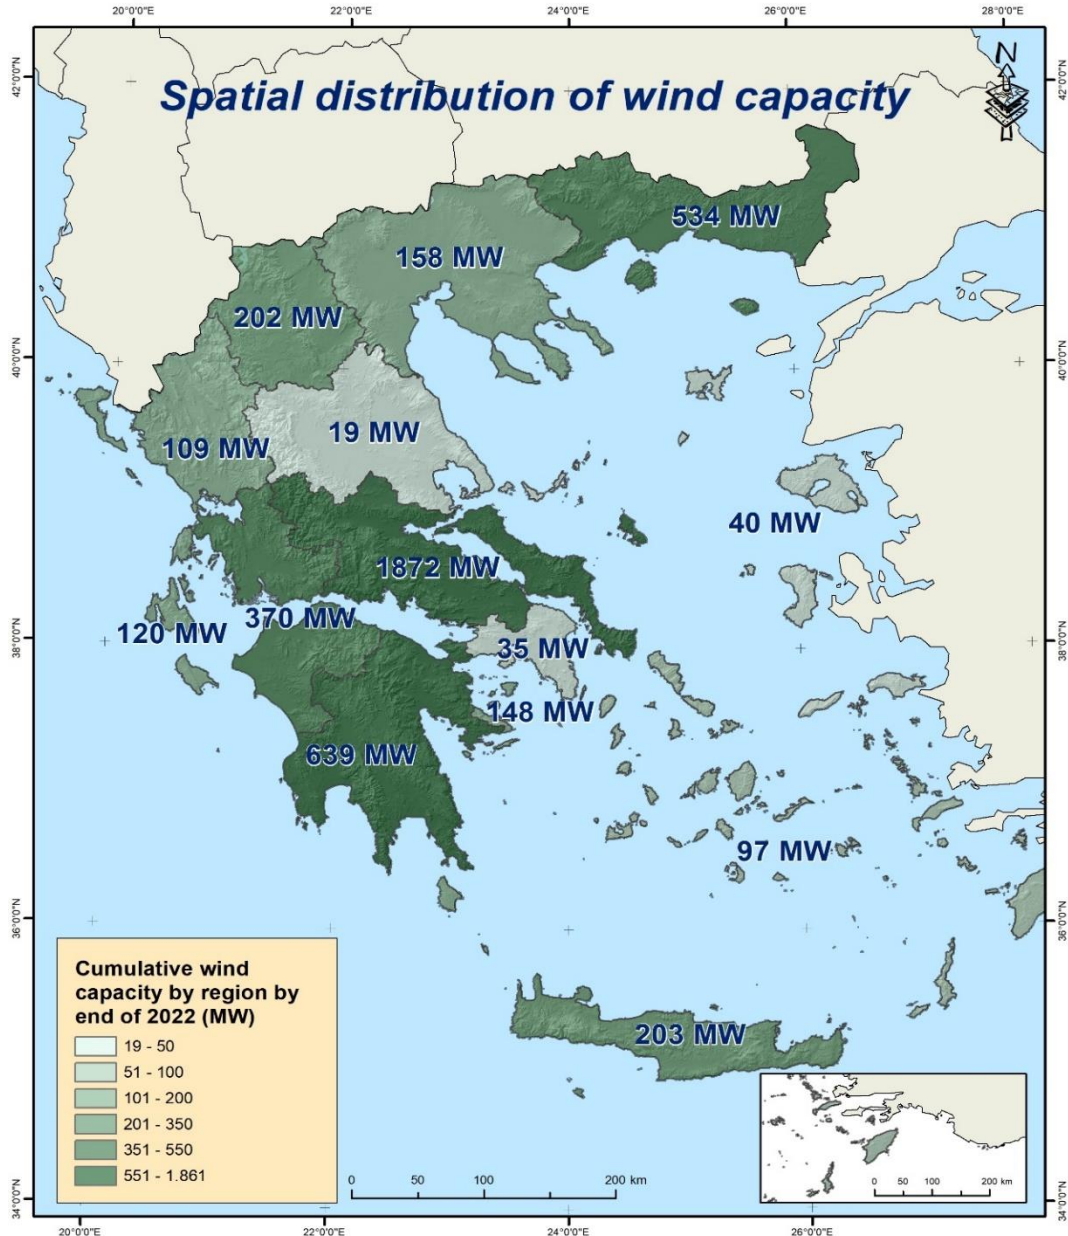 20°0'0"E 22°0'0"E 24°0'0"E 26°0'0"E 28°0'0"E
42°0'0"N 42°0'0"N
N
Spatial distribution of wind capacity
534 MW
158 MW
202 MW
40°0'0"N 40°0'0"N
19 MW
109 MW
40 MW
1872 MW
370 MW
120 MW
38°0'0"N 38°0'0"N
35 MW
148 MW
639 MW
97 MW
36°0'0"N 36°0'0"N
203 MW
Cumulative wind
capacity by region by
end of 2022 (MW)
19 - 50
51 - 100
101 - 200
201 - 350
351 - 550
551 - 1.861
0 50 100 200 km
0 50 100 200 km
34°0'0"N 34°0'0"N
20°0'0"E 22°0'0"E 24°0'0"E 26°0'0"E